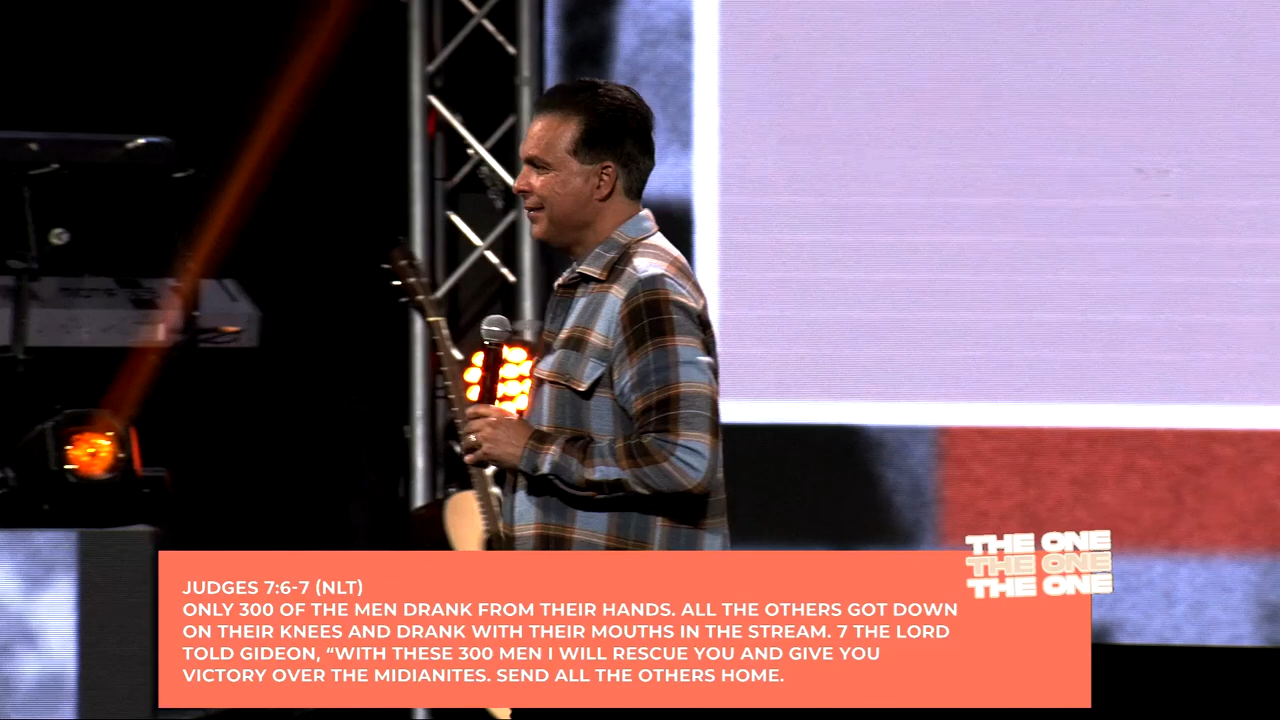 THE ONE
THE ONE
THE ONE
JUDGES 7:6-7 (NLT)
ONLY 300 OF THE MEN DRANK FROM THEIR HANDS. ALL THE OTHERS GOT DOWN
ON THEIR KNEES AND DRANK WITH THEIR MOUTHS IN THE STREAM. 7 THE LORD
TOLD GIDEON, “WITH THESE 300 MEN I WILL RESCUE YOU AND GIVE YOU
VICTORY OVER THE MIDIANITES. SEND ALL THE OTHERS HOME.